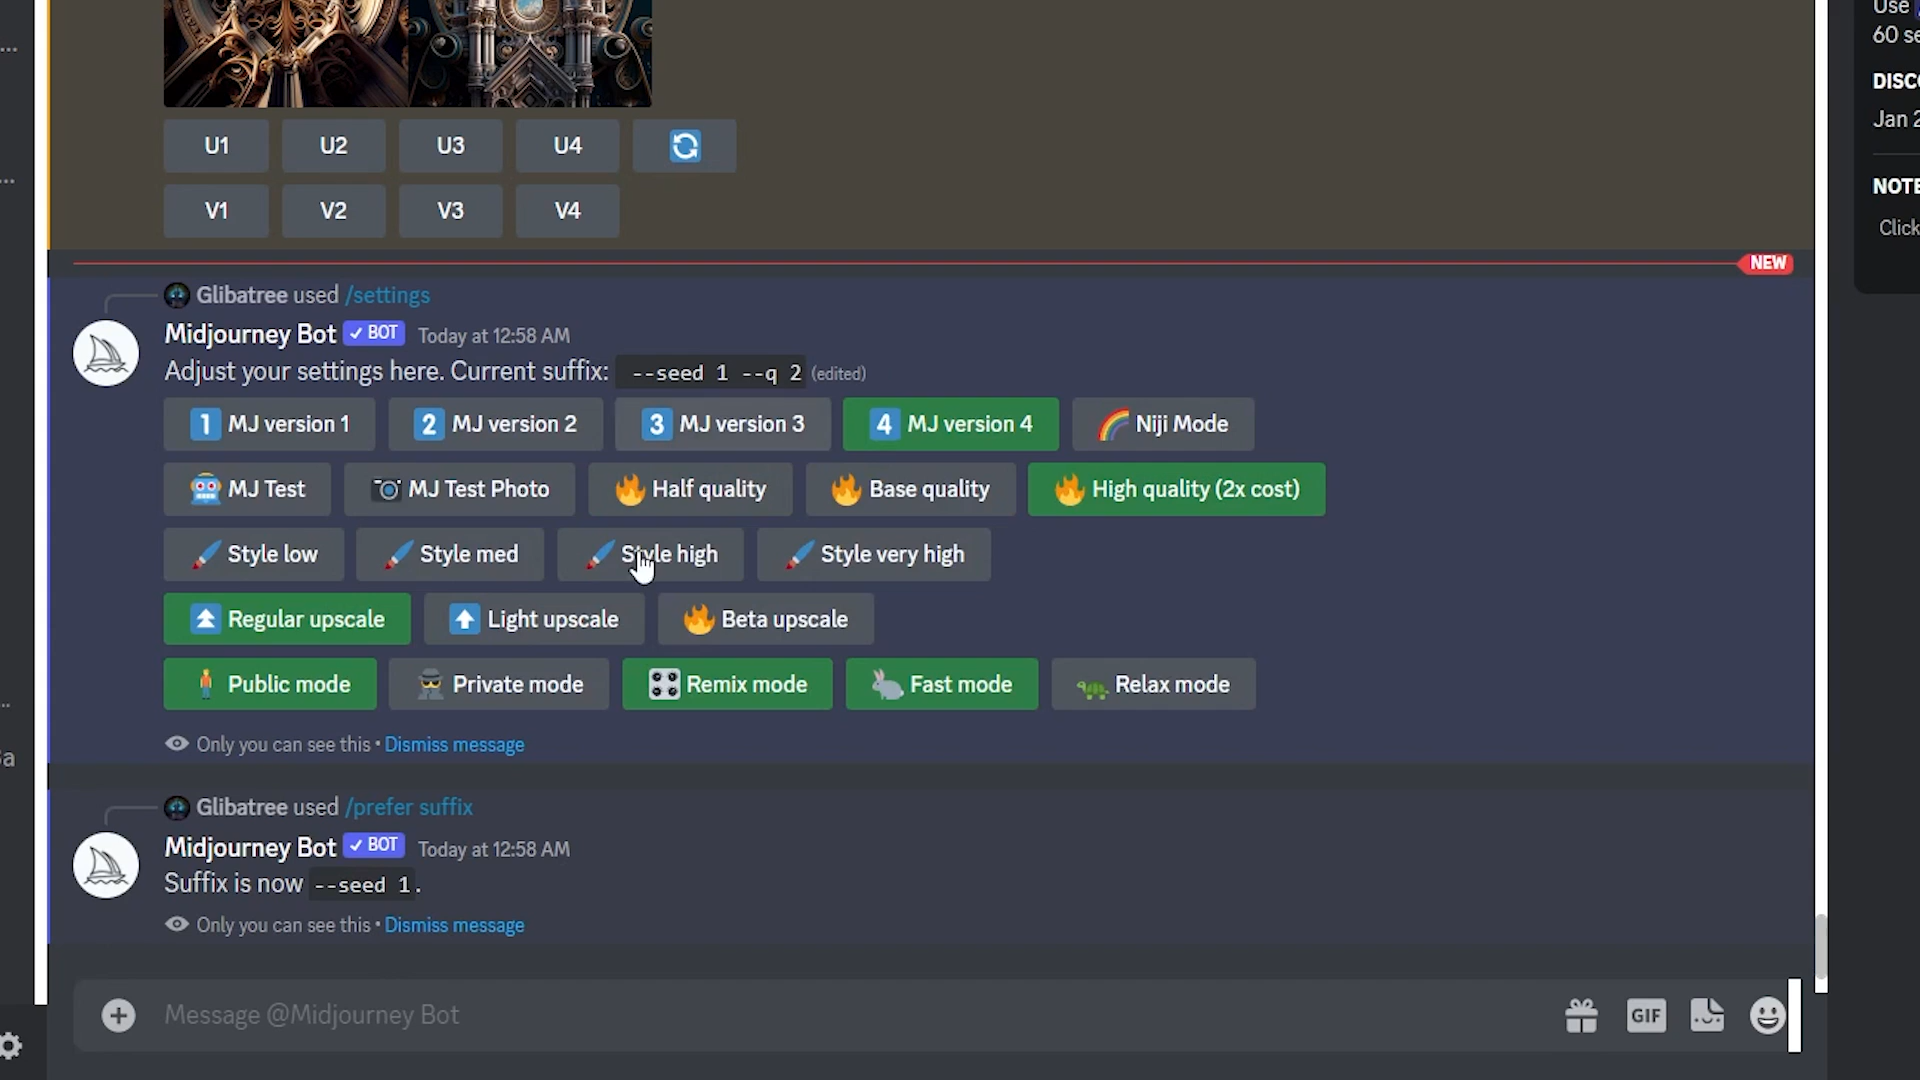 Use
60 se
DISCO
Jan 2
NOTE
Click
U1 U2 U3 U4
V1 V2 V3 V4
NEW
Glibatree used /settings
Midjourney Bot ✓ BOT Today at 12:58 AM
Adjust your settings here. Current suffix: --seed 1 --q 2 (edited)
1 MJ version 1 2 MJ version 2 3 MJ version 3 4 MJ version 4 Niji Mode
MJ Test MJ Test Photo Half quality Base quality High quality (2x cost)
Style low Style med Style high Style very high
Regular upscale Light upscale Beta upscale
Public mode Private mode Remix mode Fast mode Relax mode
Only you can see this • Dismiss message
Glibatree used /prefer suffix
Midjourney Bot ✓ BOT Today at 12:58 AM
Suffix is now --seed 1.
Only you can see this • Dismiss message
Message @Midjourney Bot
GIF